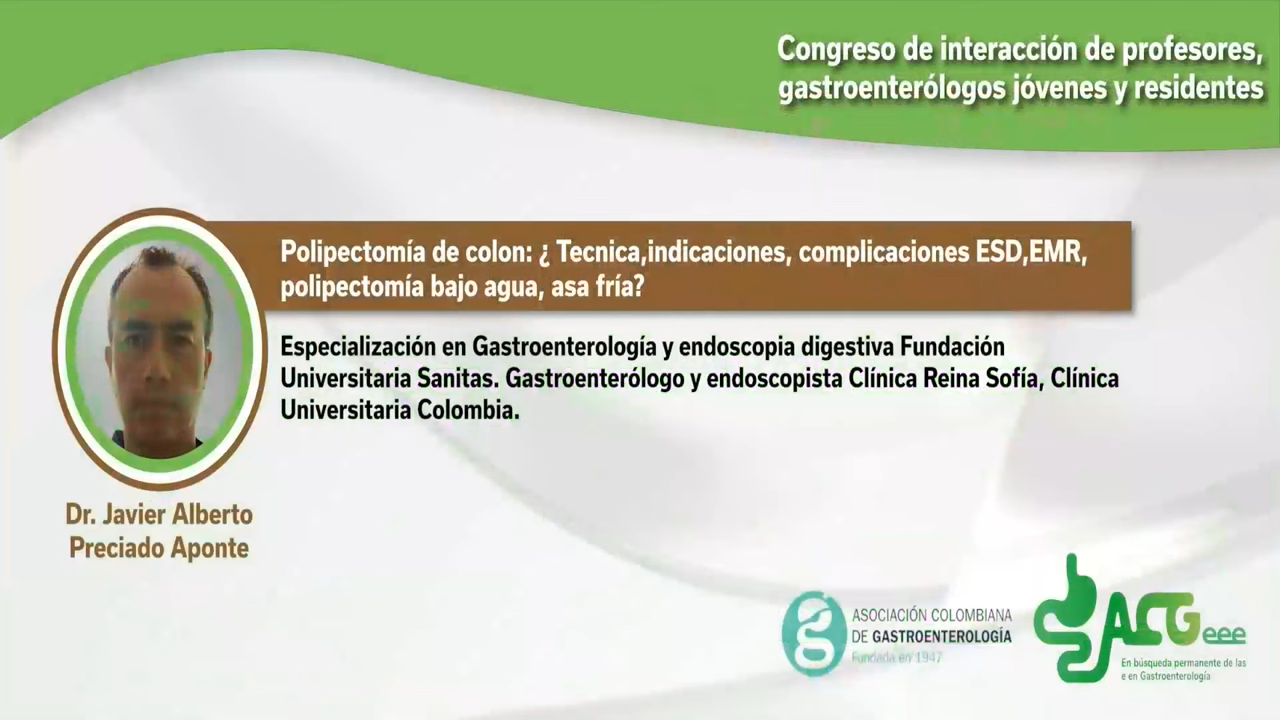 Congreso de interacción de profesores,
gastroenterólogos jóvenes y residentes
Polipectomía de colon: ¿ Tecnica,indicaciones, complicaciones ESD,EMR,
polipectomía bajo agua, asa fría?
Especialización en Gastroenterología y endoscopia digestiva Fundación
Universitaria Sanitas. Gastroenterólogo y endoscopista Clínica Reina Sofía, Clínica
Universitaria Colombia.
Dr. Javier Alberto
Preciado Aponte
ASOCIACIÓN COLOMBIANA
DE GASTROENTEROLOGÍA
Fundada en 1947
ACG eee
En búsqueda permanente de las
e en Gastroenterología